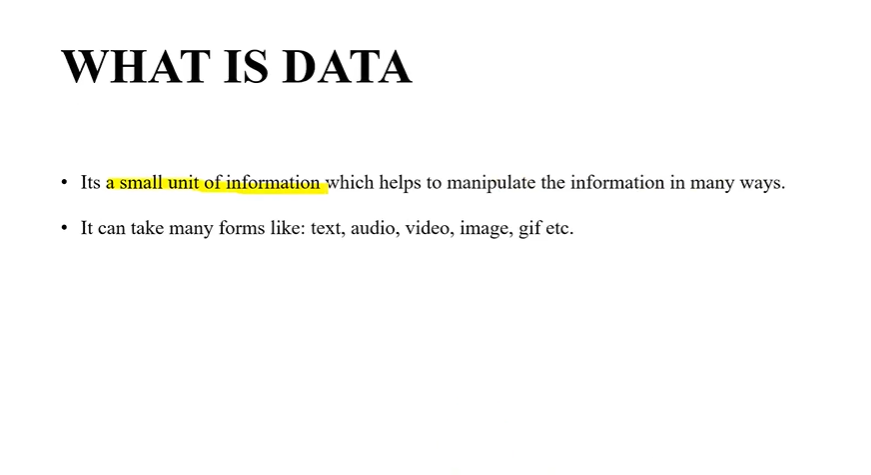 WHAT IS DATA
• Its a small unit of information which helps to manipulate the information in many ways.
• It can take many forms like: text, audio, video, image, gif etc.